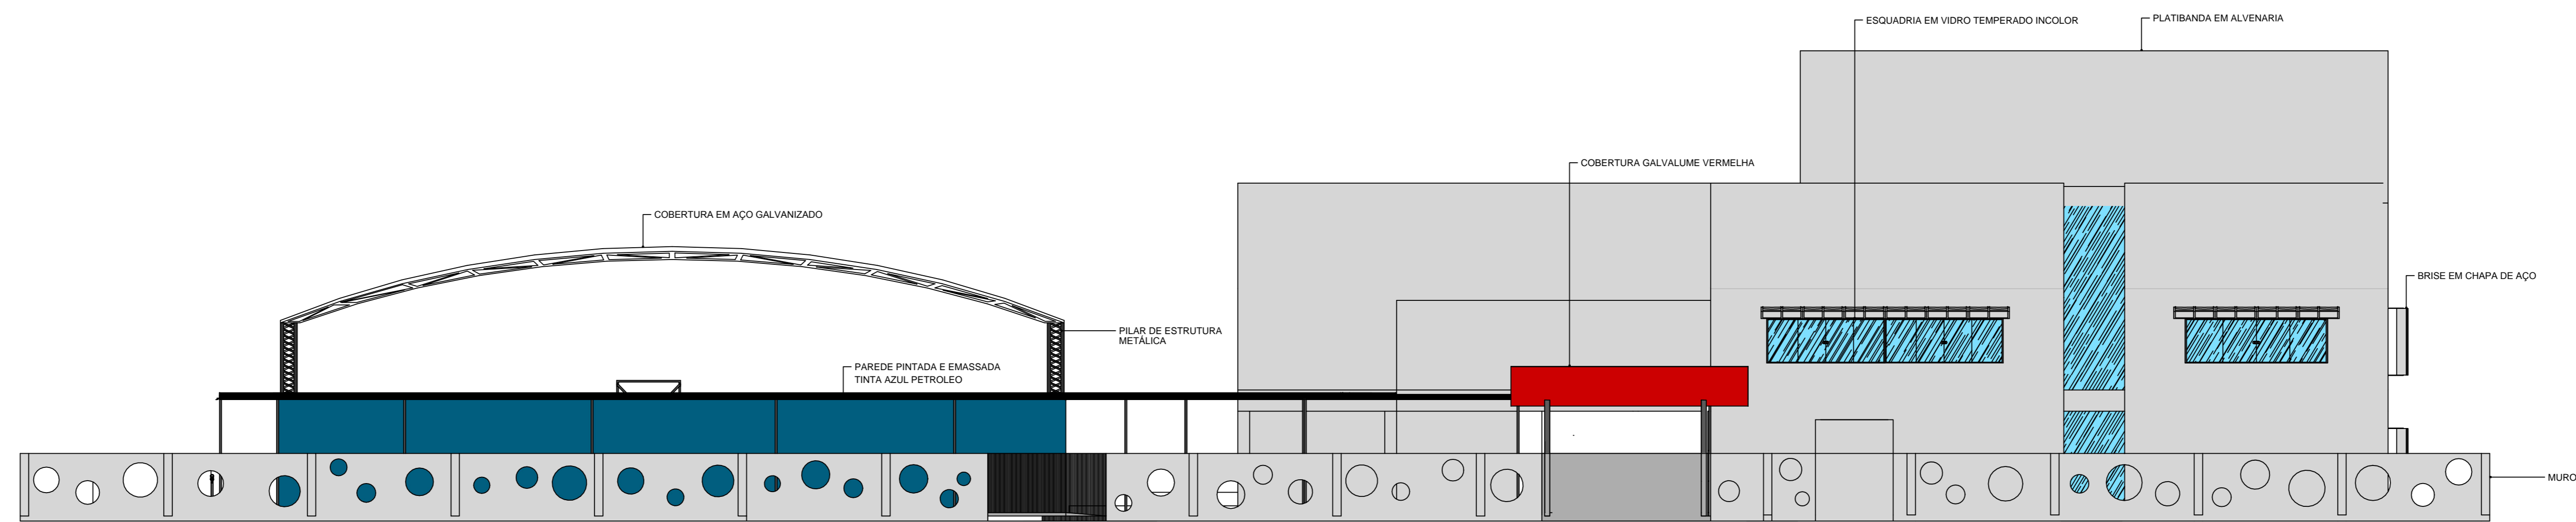 ESQUADRIA EM VIDRO TEMPERADO INCOLOR
PLATIBANDA EM ALVENARIA
COBERTURA GALVALUME VERMELHA
COBERTURA EM AÇO GALVANIZADO
BRISE EM CHAPA DE AÇO
PILAR DE ESTRUTURA
METÁLICA
PAREDE PINTADA E EMASSADA
TINTA AZUL PETROLEO
MURO